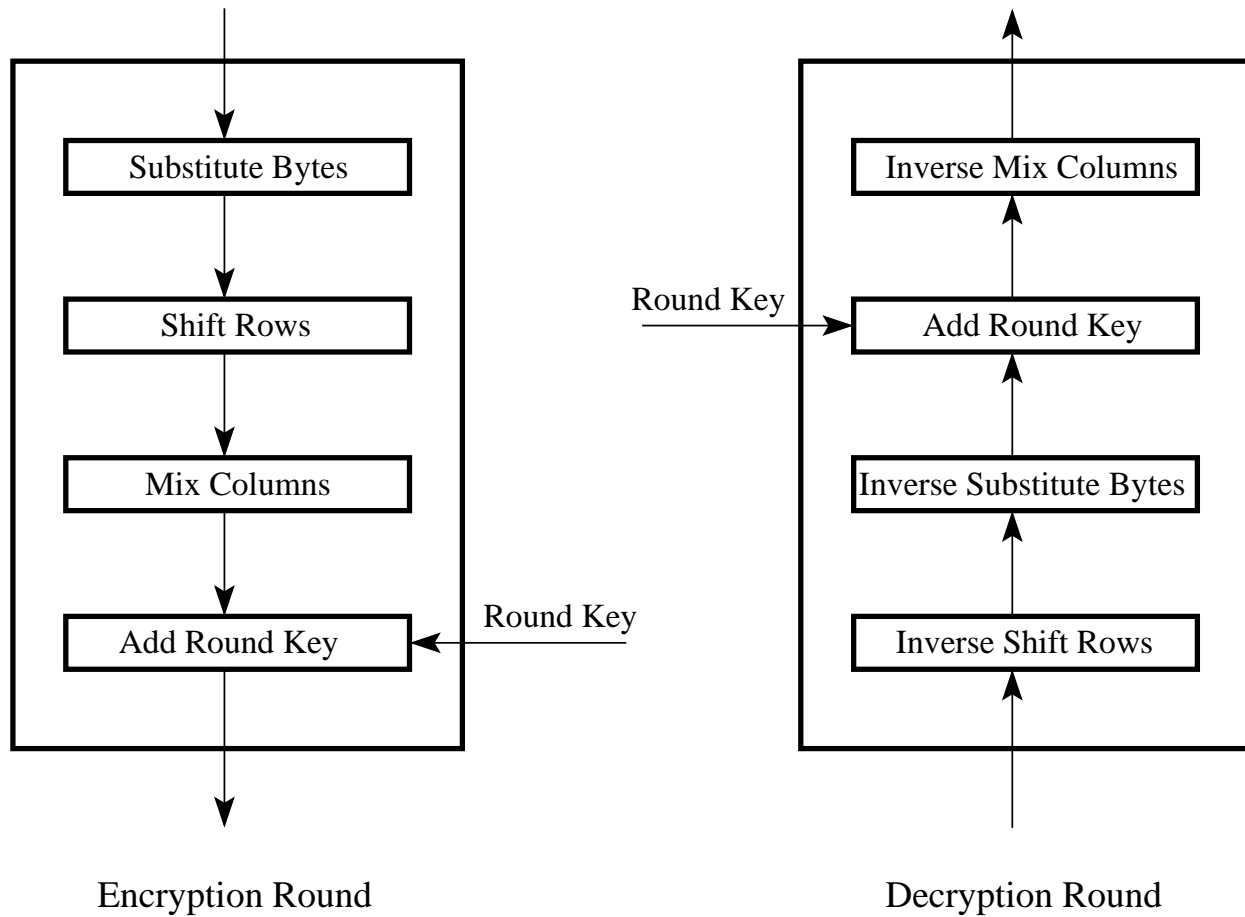 Substitute Bytes
Shift Rows
Mix Columns
Add Round Key
Round Key
Encryption Round
Inverse Mix Columns
Round Key
Add Round Key
Inverse Substitute Bytes
Inverse Shift Rows
Decryption Round